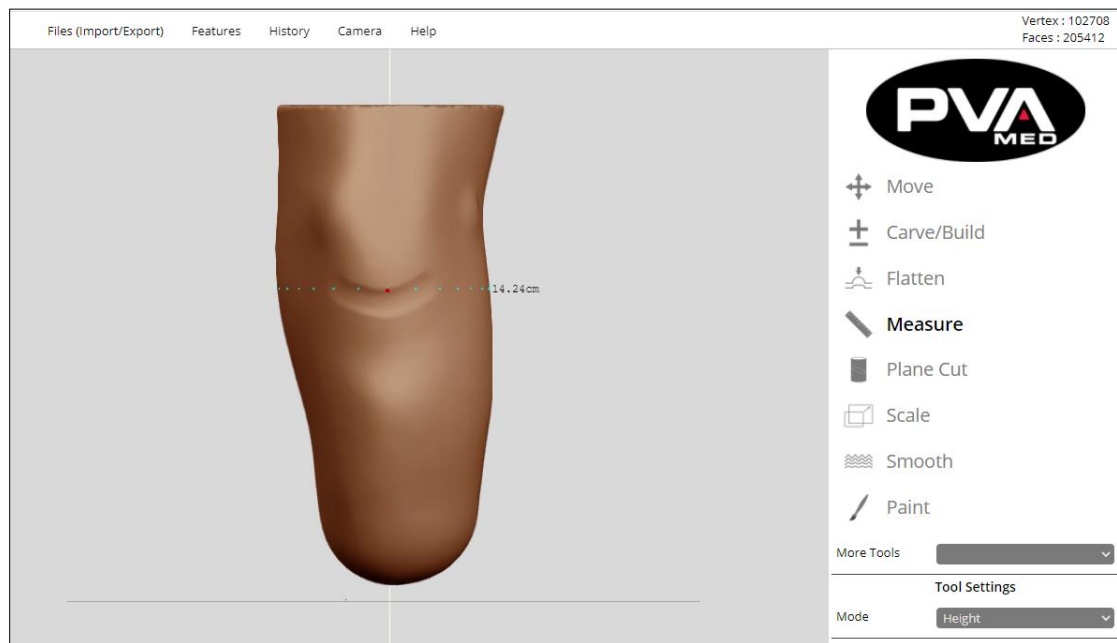 Files (Import/Export) Features History Camera Help
Vertex : 102708
Faces : 205412
PVA
MED
Move
Carve/Build
Flatten
14.24cm
Measure
Plane Cut
Scale
Smooth
Paint
More Tools
Tool Settings
Mode Height